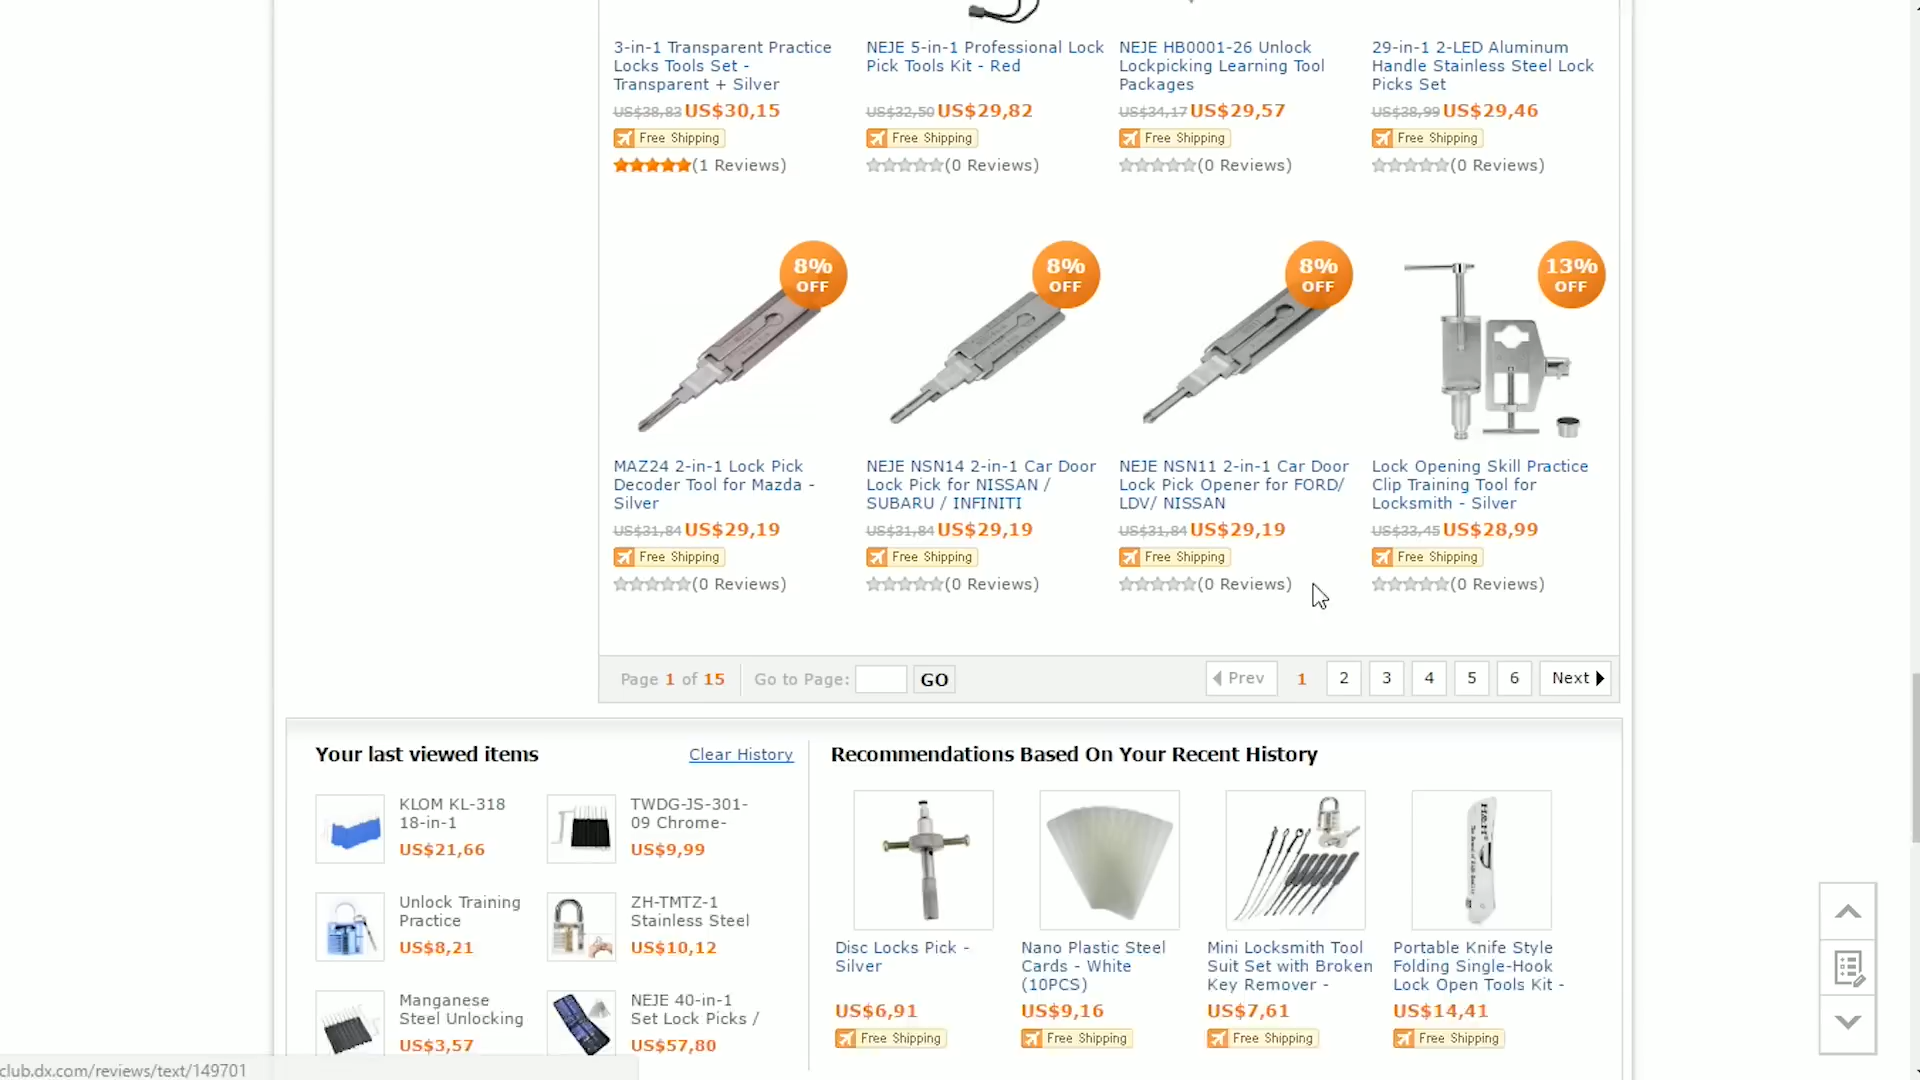 3-in-1 Transparent Practice
Locks Tools Set -
Transparent + Silver
US$38,83 US$30,15
Free Shipping
(1 Reviews)
NEJE 5-in-1 Professional Lock
Pick Tools Kit - Red
US$32,50 US$29,82
Free Shipping
(0 Reviews)
NEJE HB0001-26 Unlock
Lockpicking Learning Tool
Packages
US$34,17 US$29,57
Free Shipping
(0 Reviews)
29-in-1 2-LED Aluminum
Handle Stainless Steel Lock
Picks Set
US$38,99 US$29,46
Free Shipping
(0 Reviews)
8%
OFF
MAZ24 2-in-1 Lock Pick
Decoder Tool for Mazda -
Silver
US$31,84 US$29,19
Free Shipping
(0 Reviews)
8%
OFF
NEJE NSN14 2-in-1 Car Door
Lock Pick for NISSAN /
SUBARU / INFINITI
US$31,84 US$29,19
Free Shipping
(0 Reviews)
8%
OFF
NEJE NSN11 2-in-1 Car Door
Lock Pick Opener for FORD/
LDV/ NISSAN
US$31,84 US$29,19
Free Shipping
(0 Reviews)
13%
OFF
Lock Opening Skill Practice
Clip Training Tool for
Locksmith - Silver
US$33,45 US$28,99
Free Shipping
(0 Reviews)
Page 1 of 15 Go to Page: GO Prev 1 2 3 4 5 6 Next
Your last viewed items Clear History
KLOM KL-318
18-in-1
US$21,66
TWDG-JS-301-
09 Chrome-
US$9,99
Unlock Training
Practice
US$8,21
ZH-TMTZ-1
Stainless Steel
US$10,12
Manganese
Steel Unlocking
US$3,57
NEJE 40-in-1
Set Lock Picks /
US$57,80
Recommendations Based On Your Recent History
Disc Locks Pick -
Silver
US$6,91
Free Shipping
Nano Plastic Steel
Cards - White
(10PCS)
US$9,16
Free Shipping
Mini Locksmith Tool
Suit Set with Broken
Key Remover -
US$7,61
Free Shipping
H&H
Portable Knife Style
Folding Single-Hook
Lock Open Tools Kit -
US$14,41
Free Shipping
club.dx.com/reviews/text/149701